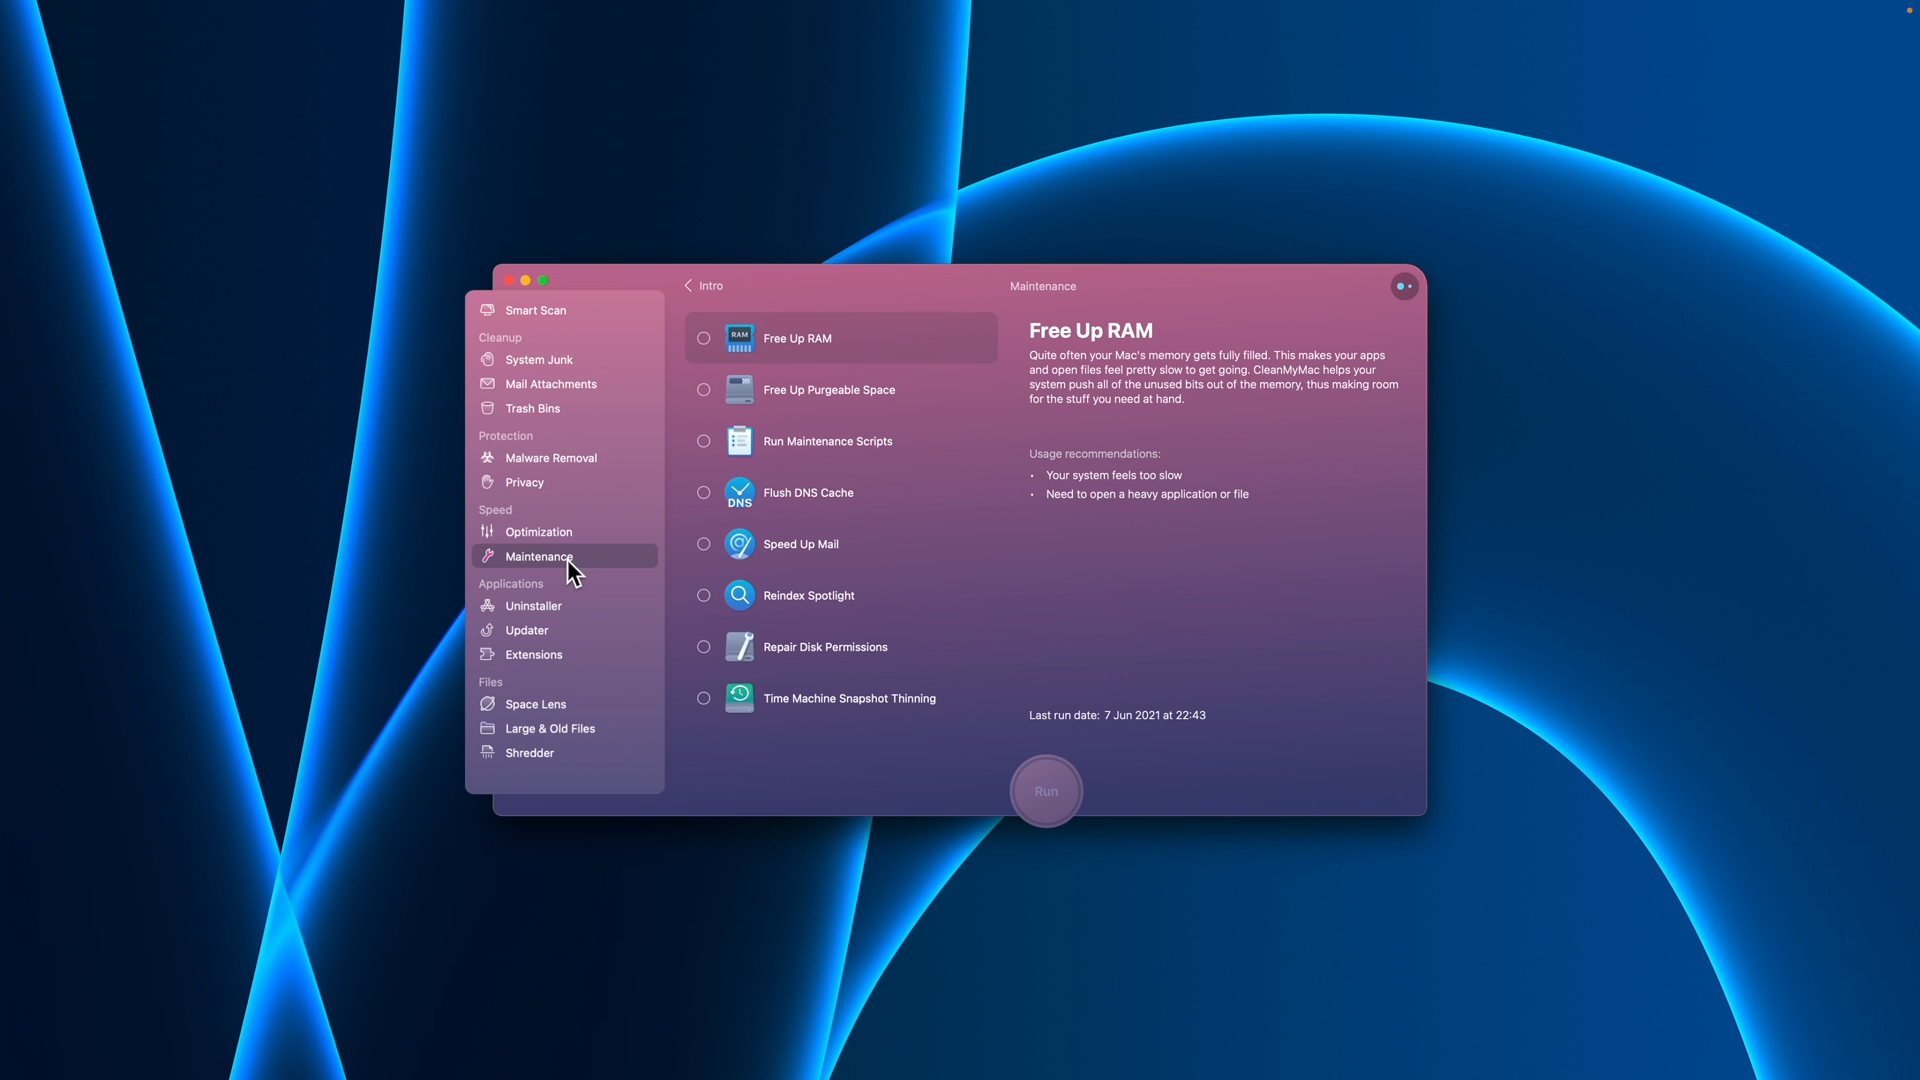 Intro
Maintenance
Smart Scan
Cleanup
System Junk
Mail Attachments
Trash Bins
Protection
Malware Removal
Privacy
Speed
Optimization
Maintenance
Applications
Uninstaller
Updater
Extensions
Files
Space Lens
Large & Old Files
Shredder
RAM
Free Up RAM
Free Up Purgeable Space
Run Maintenance Scripts
DNS
Flush DNS Cache
Speed Up Mail
Reindex Spotlight
Repair Disk Permissions
Time Machine Snapshot Thinning
Free Up RAM
Quite often your Mac's memory gets fully filled. This makes your apps
and open files feel pretty slow to get going. CleanMyMac helps your
system push all of the unused bits out of the memory, thus making room
for the stuff you need at hand.
Usage recommendations:
• Your system feels too slow
• Need to open a heavy application or file
Last run date: 7 Jun 2021 at 22:43
Run